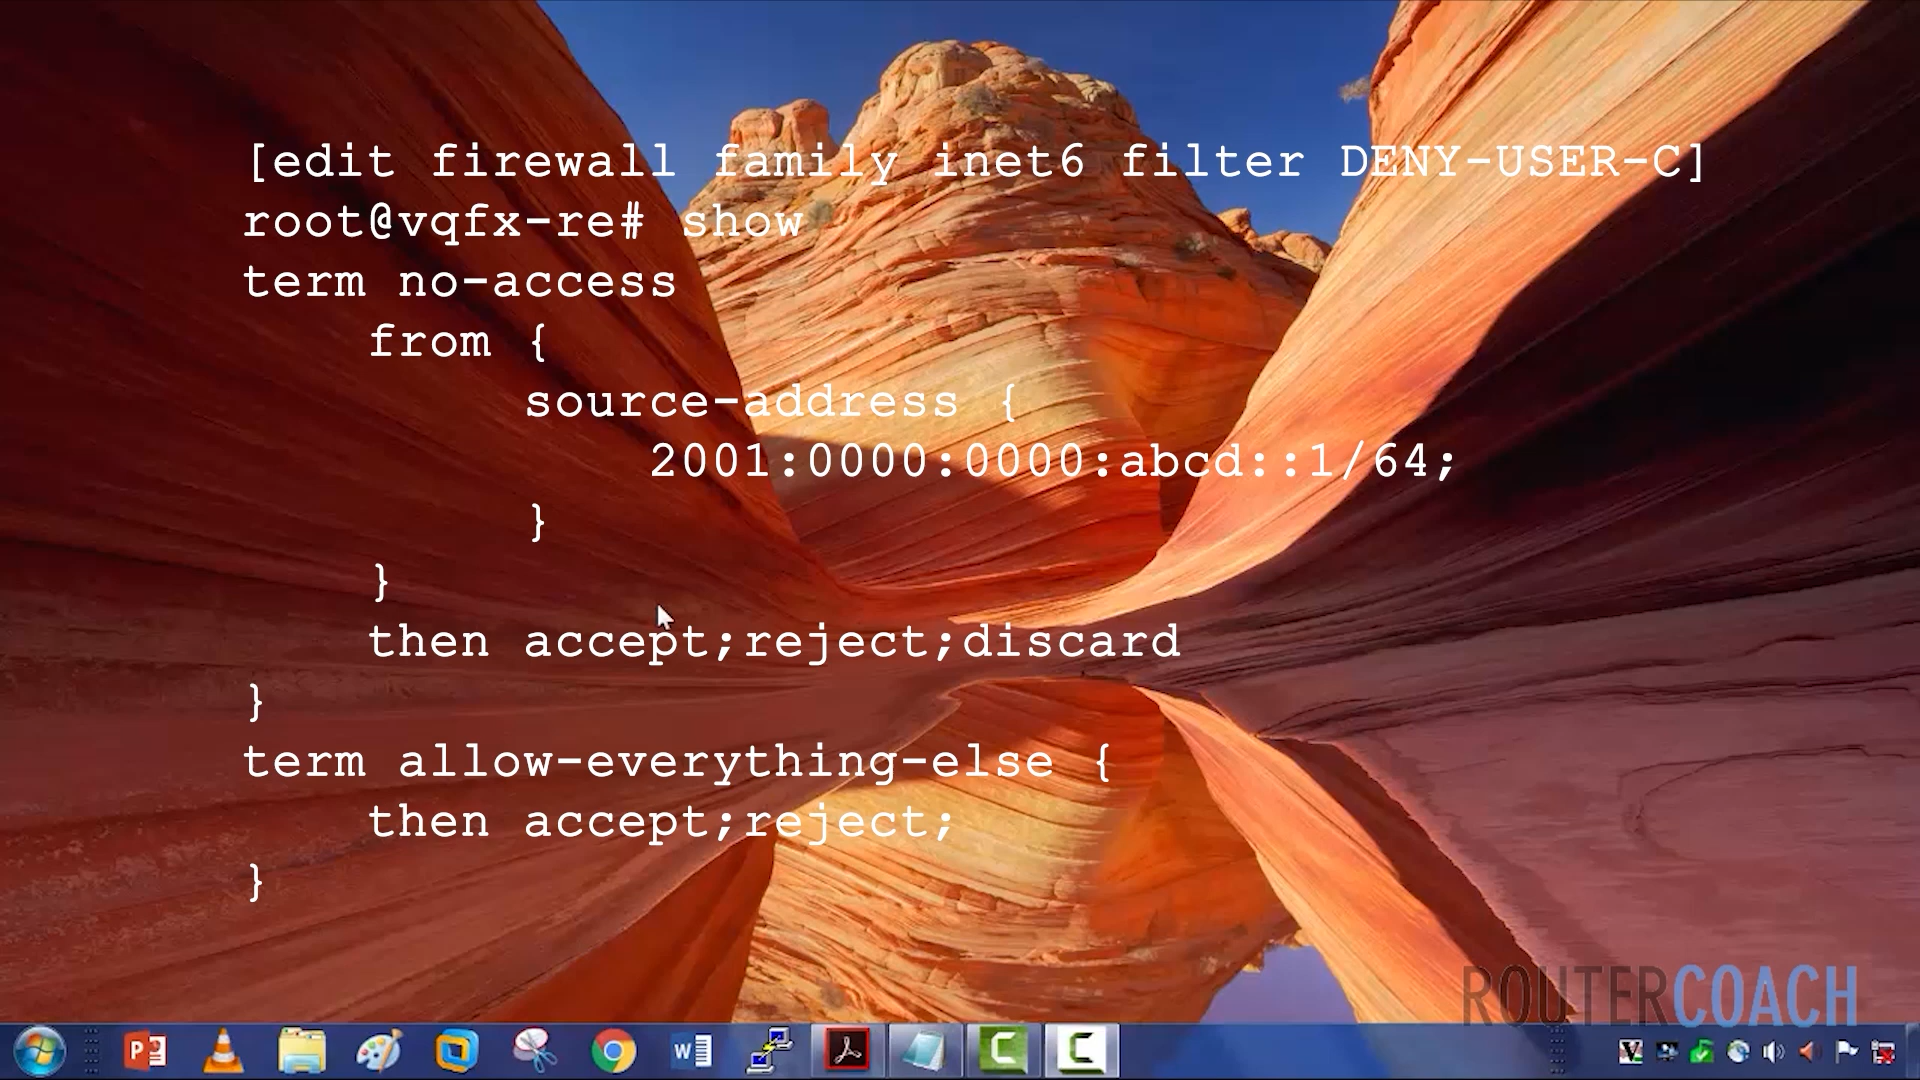 [edit firewall family inet6 filter DENY-USER-C]
root@vqfx-re# show
term no-access
from {
source-address {
2001:0000:0000:abcd::1/64;
}
}
then accept;reject;discard
}
term allow-everything-else {
then accept;reject;
}
ROUTERCOACH